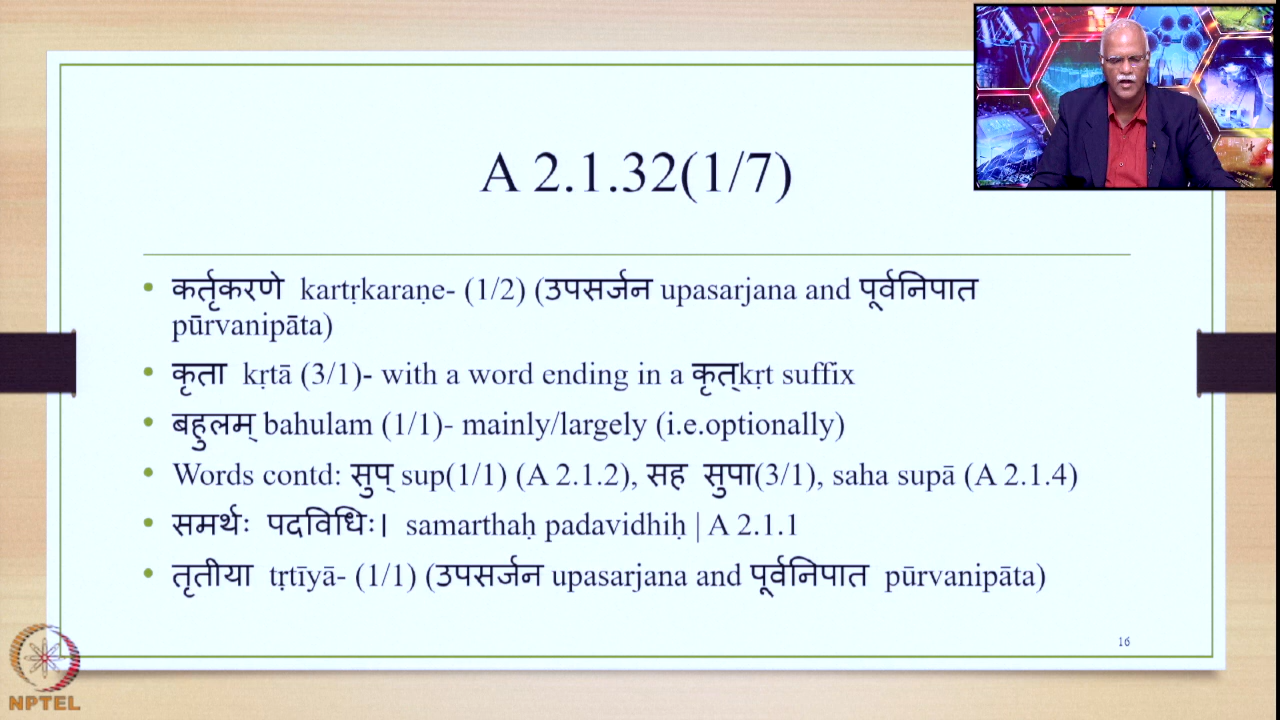 A 2.1.32(1/7)
• कर्तृकरणे kartṛkaraṇe- (1/2) (उपसर्जन upasarjana and पूर्वनिपात
pūrvanipāta)
• कृता kṛtā (3/1)- with a word ending in a कृत्kṛt suffix
• बहुलम् bahulam (1/1)- mainly/largely (i.e.optionally)
• Words contd: सुप् sup(1/1) (A 2.1.2), सह सुपा(3/1), saha supā (A 2.1.4)
• समर्थः पदविधिः। samarthaḥ padavidhiḥ | A 2.1.1
• तृतीया tṛtīyā- (1/1) (उपसर्जन upasarjana and पूर्वनिपात pūrvanipāta)
16
NPTEL